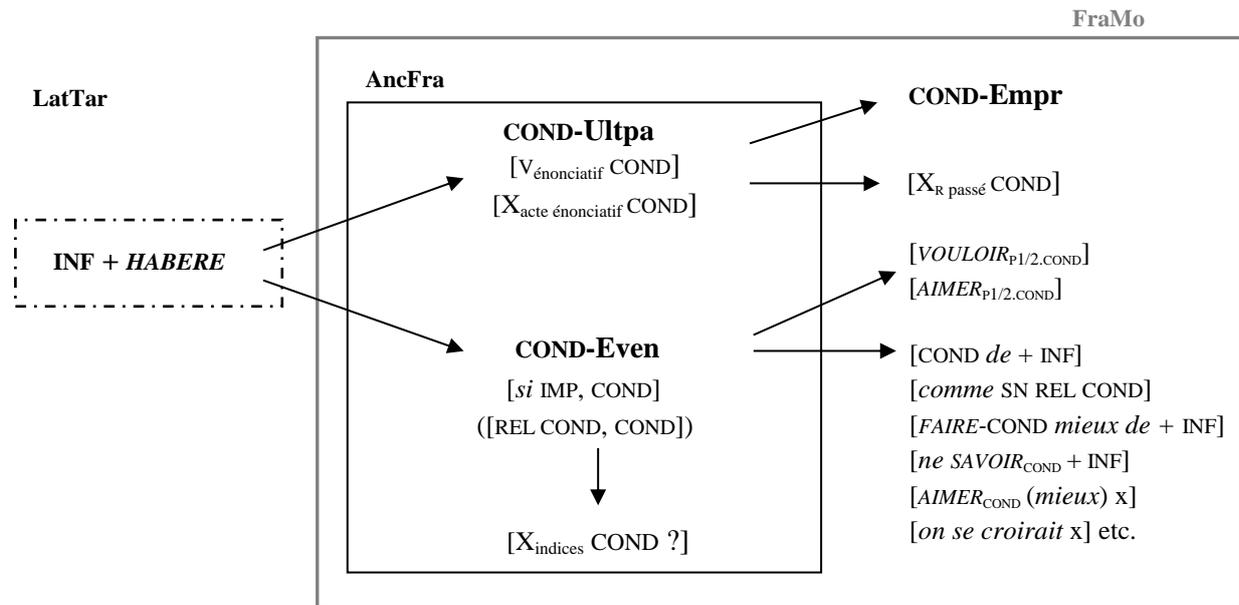 FraMo
LatTar
INF + HABERE
AncFra
COND-Ultpa
[Vénonciatif COND]
[Xacte énonciatif COND]
COND-Even
[si IMP, COND]
([REL COND, COND])
[Xindices COND ?]
COND-Empr
[XR passé COND]
[VOULOIRP1/2.COND]
[AIMERP1/2.COND]
[COND de + INF]
[comme SN REL COND]
[FAIRE-COND mieux de + INF]
[ne SAVOIRCOND + INF]
[AIMERCOND (mieux) x]
[on se croirait x] etc.